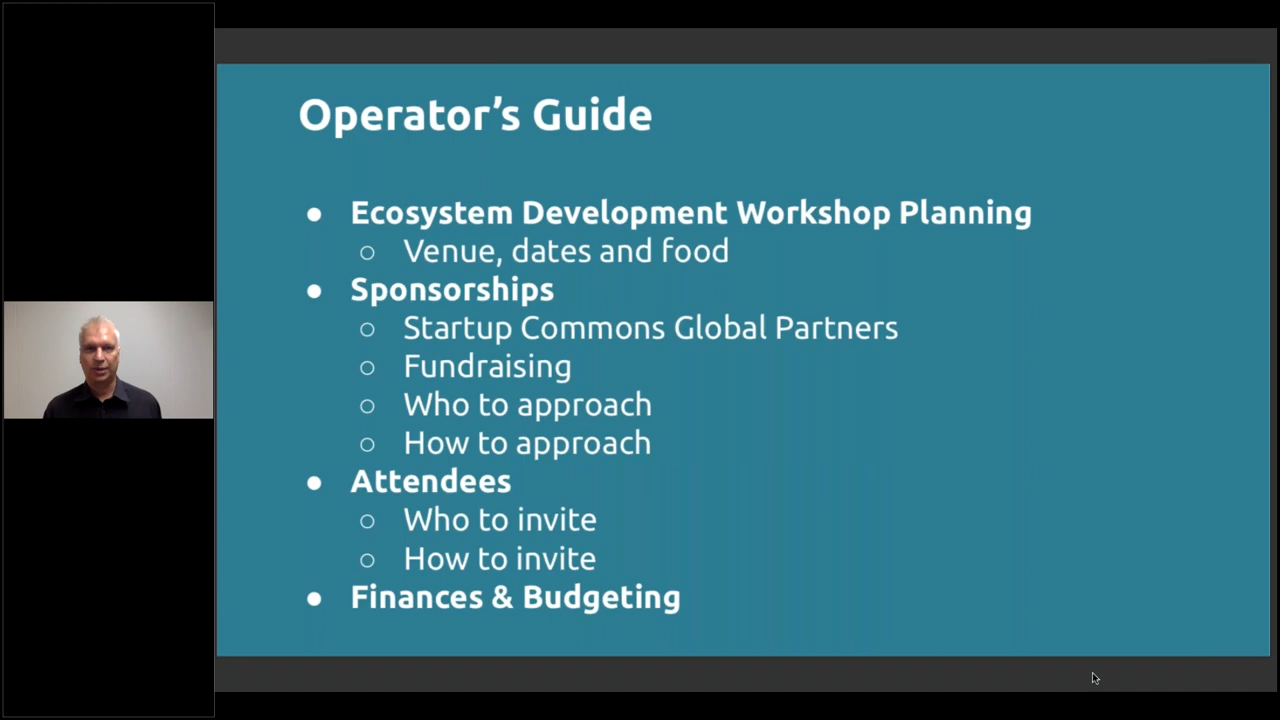 Operator’s Guide
● Ecosystem Development Workshop Planning
○ Venue, dates and food
● Sponsorships
○ Startup Commons Global Partners
○ Fundraising
○ Who to approach
○ How to approach
● Attendees
○ Who to invite
○ How to invite
● Finances & Budgeting